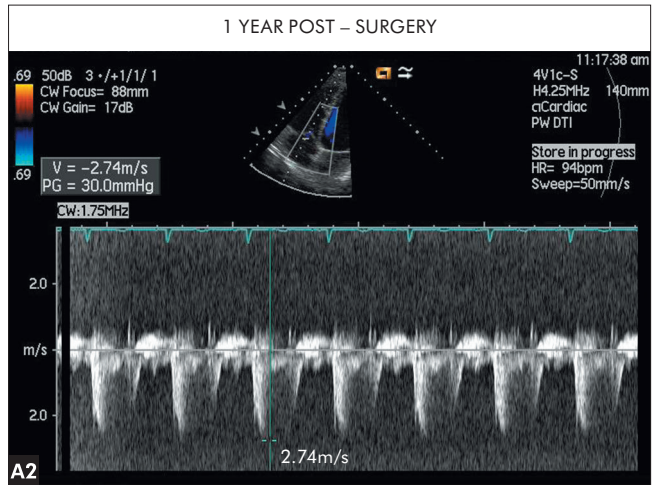 1 YEAR POST – SURGERY
11:17:38 am
.69 50dB 3 •/+1/1/ 1
CW Focus= 88mm
CW Gain= 17dB
4V1c-S
H4.25MHz 140mm
aCardiac
PW DTI
Store in progress
HR= 94bpm
Sweep=50mm/s
.69
V = –2.74m/s
PG = 30.0mmHg
CW:1.75MHz
2.0
m/s
2.0
2.74m/s
A2